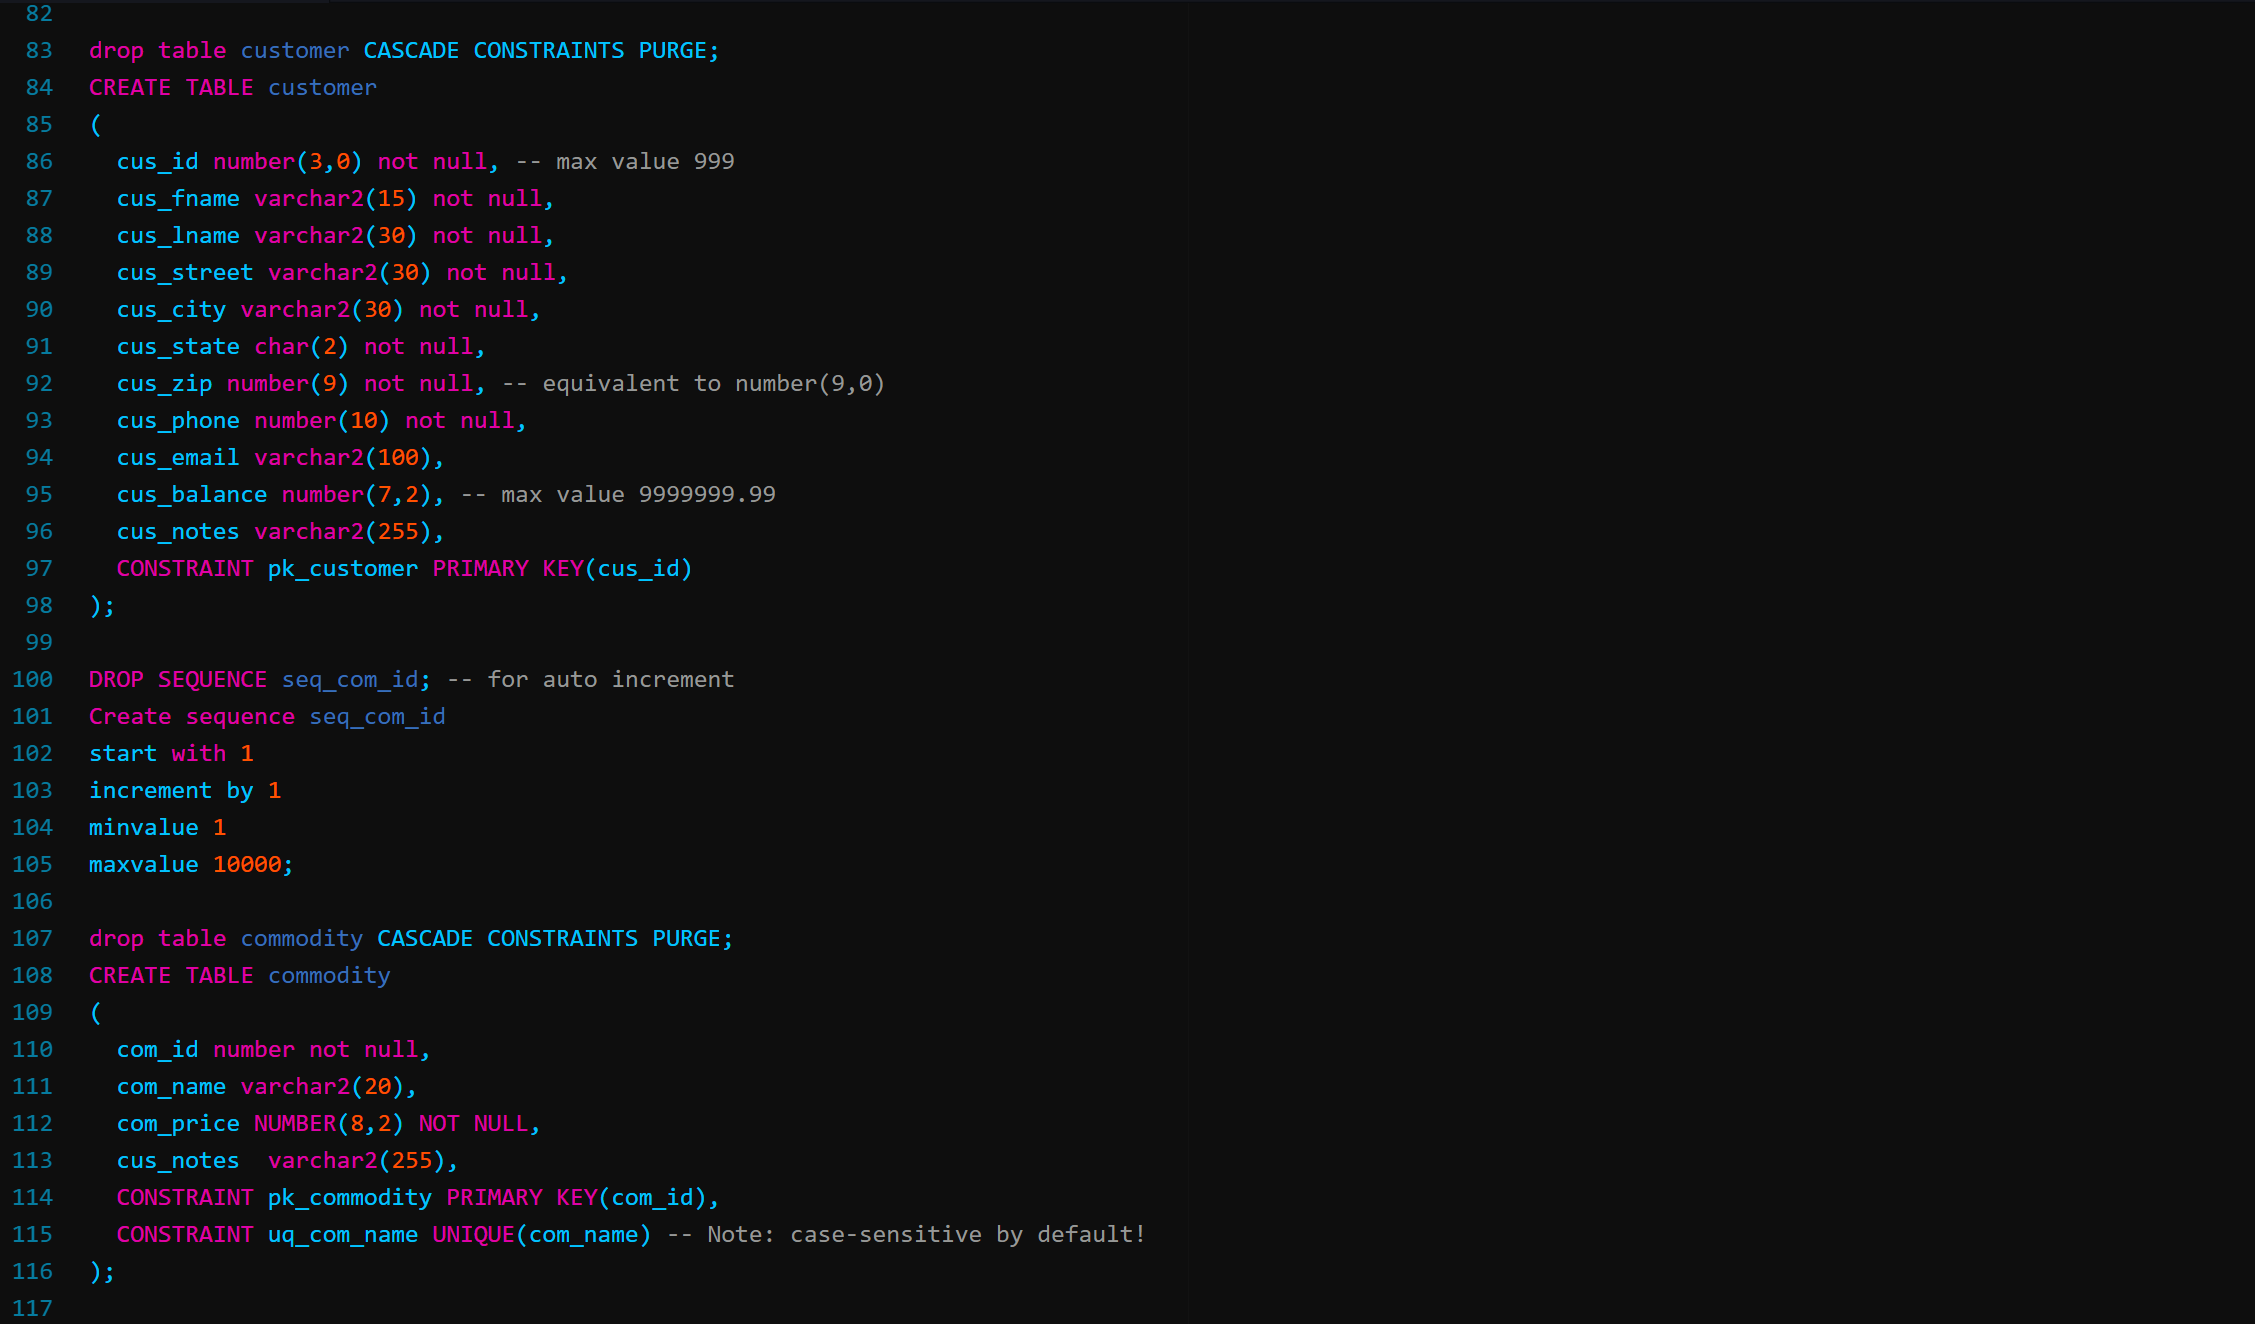 82
83 drop table customer CASCADE CONSTRAINTS PURGE;
84 CREATE TABLE customer
85 (
86   cus_id number(3,0) not null, -- max value 999
87   cus_fname varchar2(15) not null,
88   cus_lname varchar2(30) not null,
89   cus_street varchar2(30) not null,
90   cus_city varchar2(30) not null,
91   cus_state char(2) not null,
92   cus_zip number(9) not null, -- equivalent to number(9,0)
93   cus_phone number(10) not null,
94   cus_email varchar2(100),
95   cus_balance number(7,2), -- max value 9999999.99
96   cus_notes varchar2(255),
97   CONSTRAINT pk_customer PRIMARY KEY(cus_id)
98 );
99
100 DROP SEQUENCE seq_com_id; -- for auto increment
101 Create sequence seq_com_id
102 start with 1
103 increment by 1
104 minvalue 1
105 maxvalue 10000;
106
107 drop table commodity CASCADE CONSTRAINTS PURGE;
108 CREATE TABLE commodity
109 (
110   com_id number not null,
111   com_name varchar2(20),
112   com_price NUMBER(8,2) NOT NULL,
113   cus_notes  varchar2(255),
114   CONSTRAINT pk_commodity PRIMARY KEY(com_id),
115   CONSTRAINT uq_com_name UNIQUE(com_name) -- Note: case-sensitive by default!
116 );
117